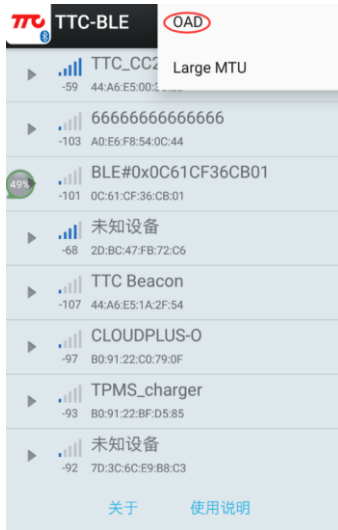 TTC
TTC-BLE
OAD
Large MTU
TTC_CC2
-59 44:A6:E5:00:
66666666666666
-103 A0:E6:F8:54:0C:44
BLE#0x0C61CF36CB01
49%
-101 0C:61:CF:36:CB:01
未知设备
-68 2D:BC:47:FB:72:C6
TTC Beacon
-107 44:A6:E5:1A:2F:54
CLOUDPLUS-O
-97 B0:91:22:C0:79:0F
TPMS_charger
-93 B0:91:22:BF:D5:85
未知设备
-92 7D:3C:6C:E9:B8:C3
关于 使用说明